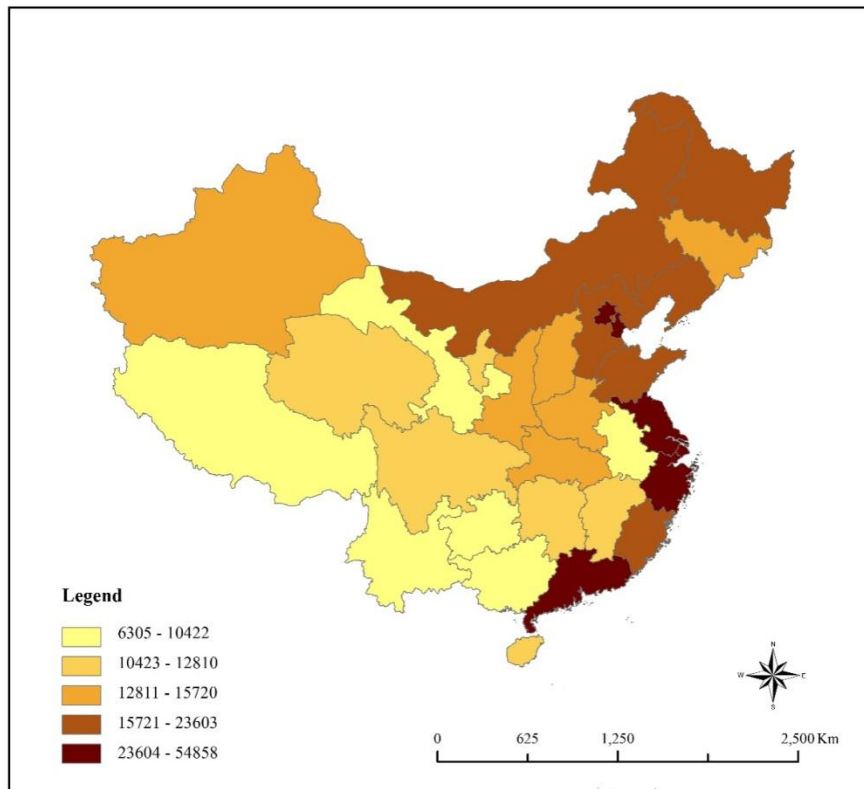 Legend
6305 - 10422
10423 - 12810
12811 - 15720
15721 - 23603
23604 - 54858
N
W E
S
0 625 1,250 2,500 Km